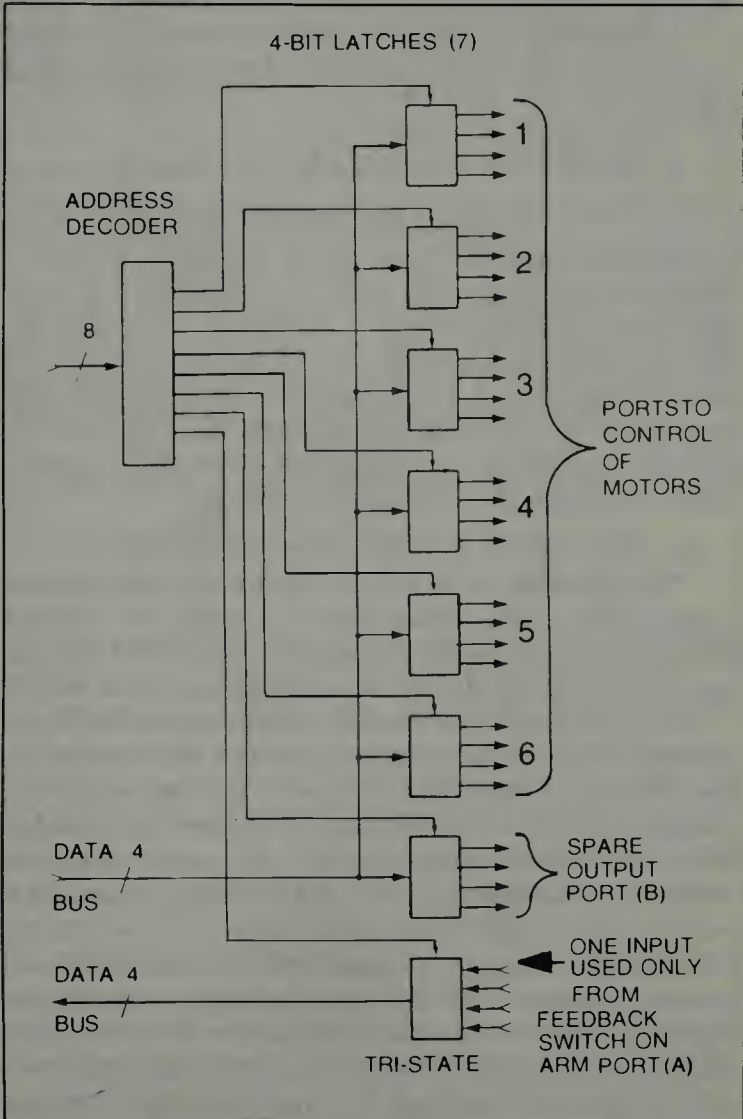 4-BIT LATCHES (7)
1
ADDRESS
DECODER
2
8
3
PORTSTO
CONTROL
OF
MOTORS
4
5
6
DATA 4
BUS
SPARE
OUTPUT
PORT (B)
DATA 4
BUS
ONE INPUT
USED ONLY
FROM
FEEDBACK
SWITCH ON
ARM PORT (A)
TRI-STATE